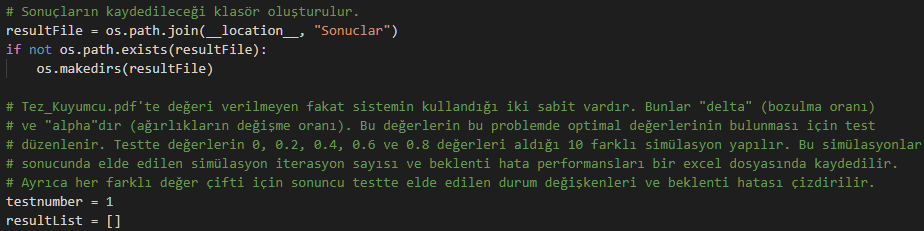 # Sonuçların kaydedileceği klasör oluşturulur.
resultFile = os.path.join(__location__, "Sonuclar")
if not os.path.exists(resultFile):
    os.makedirs(resultFile)
# Tez_Kuyumcu.pdf'te değeri verilmeyen fakat sistemin kullandığı iki sabit vardır. Bunlar "delta" (bozulma oranı)
# ve "alpha"dır (ağırlıkların değişme oranı). Bu değerlerin bu problemde optimal değerlerinin bulunması için test
# düzenlenir. Testte değerlerin 0, 0.2, 0.4, 0.6 ve 0.8 değerleri aldığı 10 farklı simülasyon yapılır. Bu simülasyonlar
# sonucunda elde edilen simülasyon iterasyon sayısı ve beklenti hata performansları bir excel dosyasında kaydedilir.
# Ayrıca her farklı değer çifti için sonuncu testte elde edilen durum değişkenleri ve beklenti hatası çizdirilir.
testnumber = 1
resultList = []